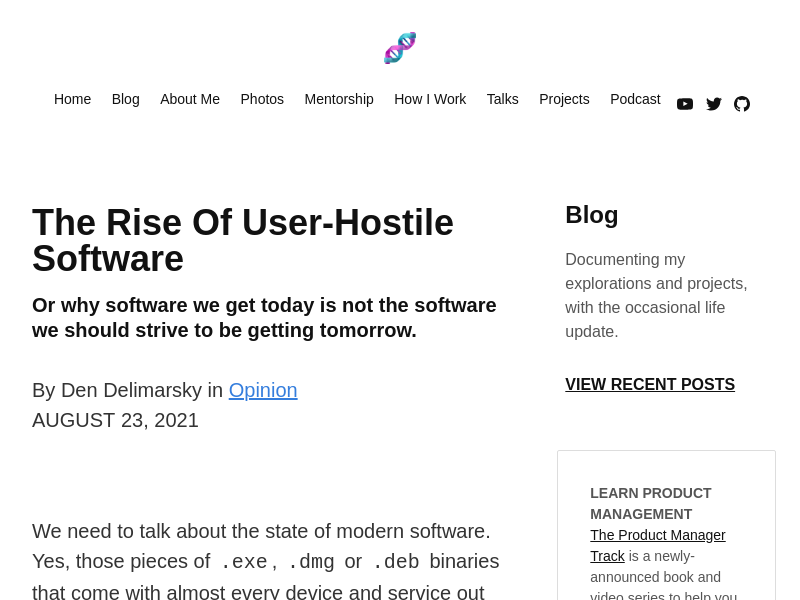 Home Blog About Me Photos Mentorship How I Work Talks Projects Podcast
The Rise Of User-Hostile
Software
Or why software we get today is not the software
we should strive to be getting tomorrow.
By Den Delimarsky in Opinion
AUGUST 23, 2021
We need to talk about the state of modern software.
Yes, those pieces of .exe, .dmg or .deb binaries
that come with almost every device and service out
Blog
Documenting my
explorations and projects,
with the occasional life
update.
VIEW RECENT POSTS
LEARN PRODUCT
MANAGEMENT
The Product Manager
Track is a newly-
announced book and
video series to help you